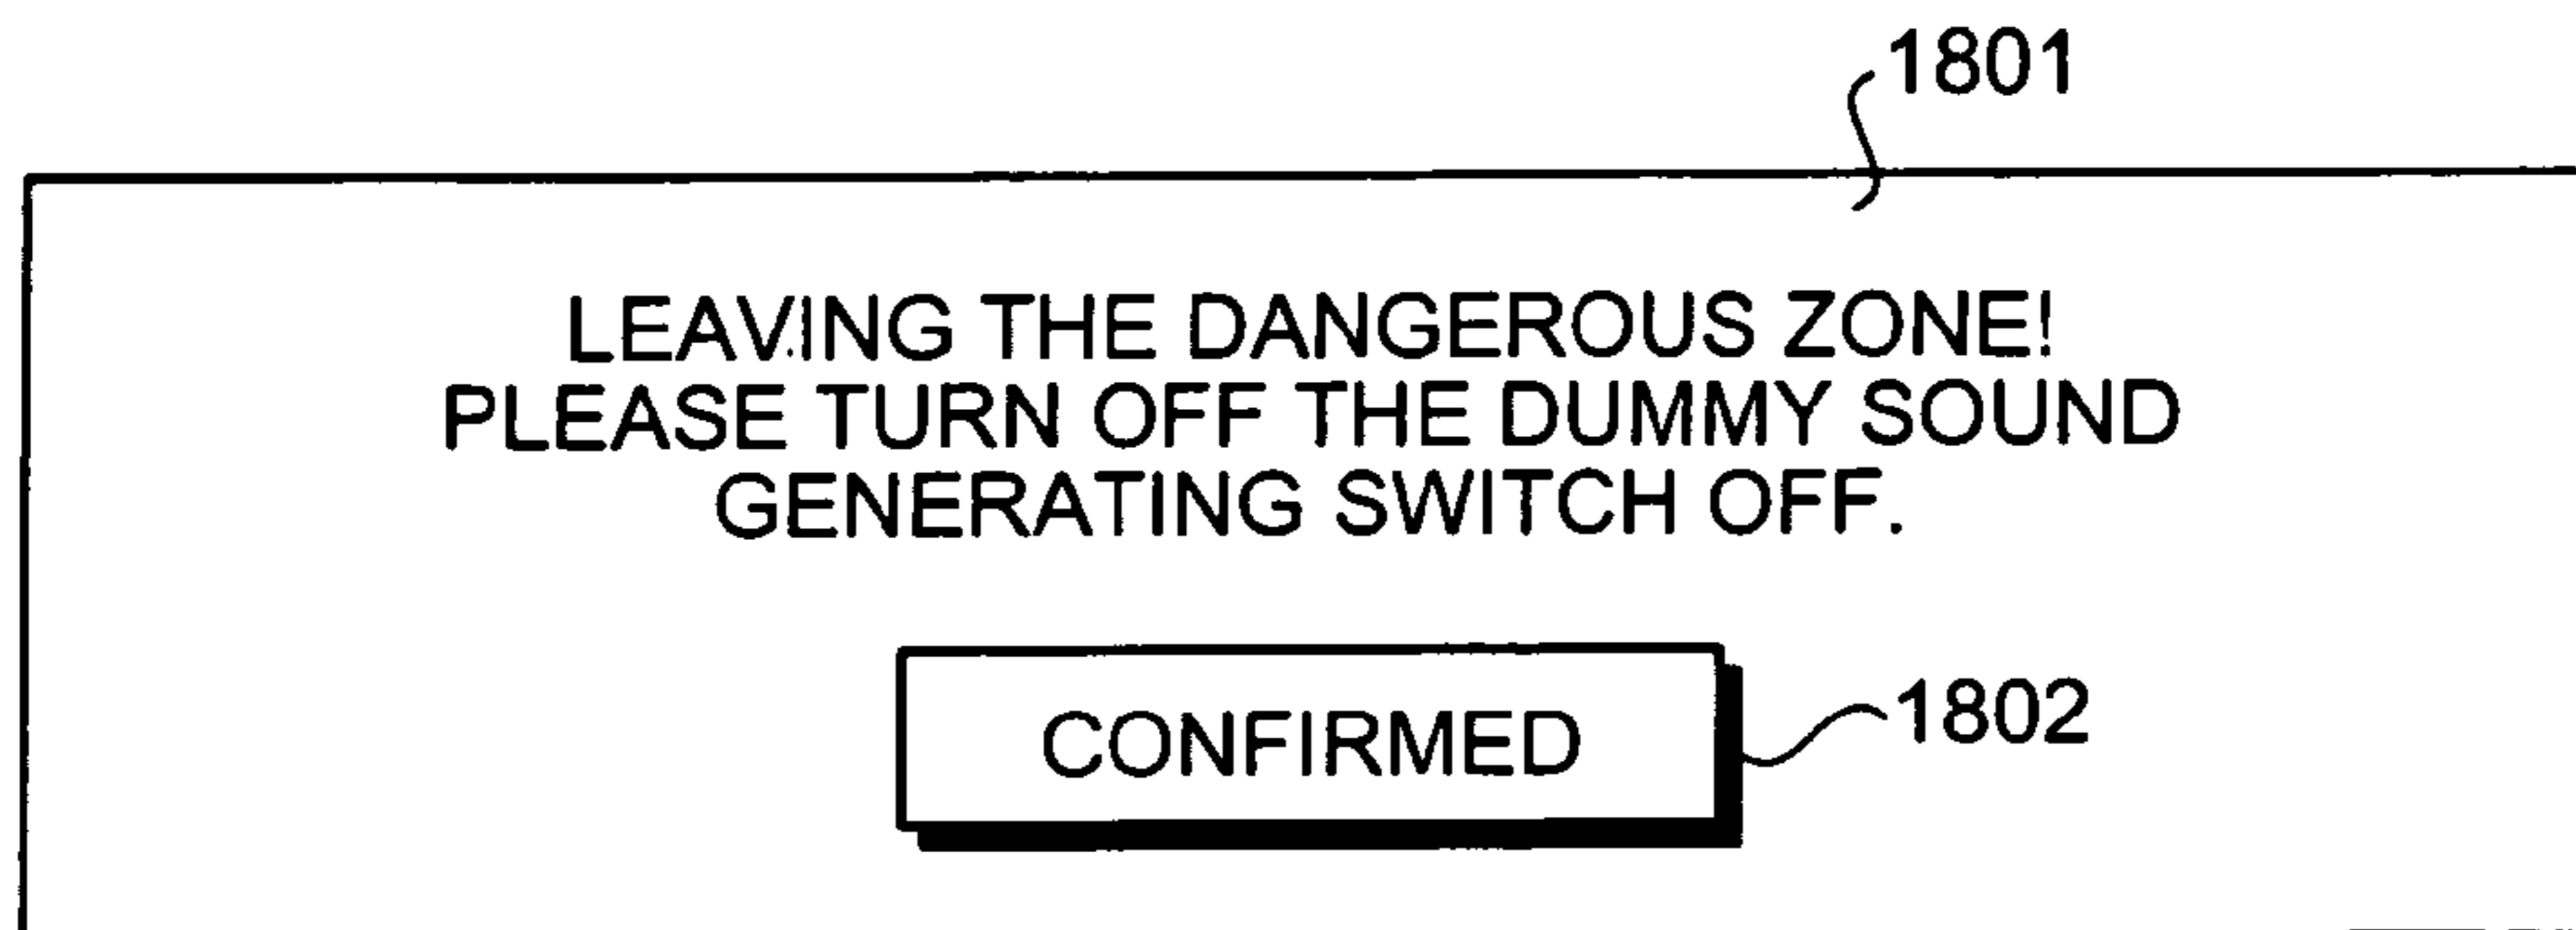 1801
LEAVING THE DANGEROUS ZONE!
PLEASE TURN OFF THE DUMMY SOUND
GENERATING SWITCH OFF.
CONFIRMED
1802